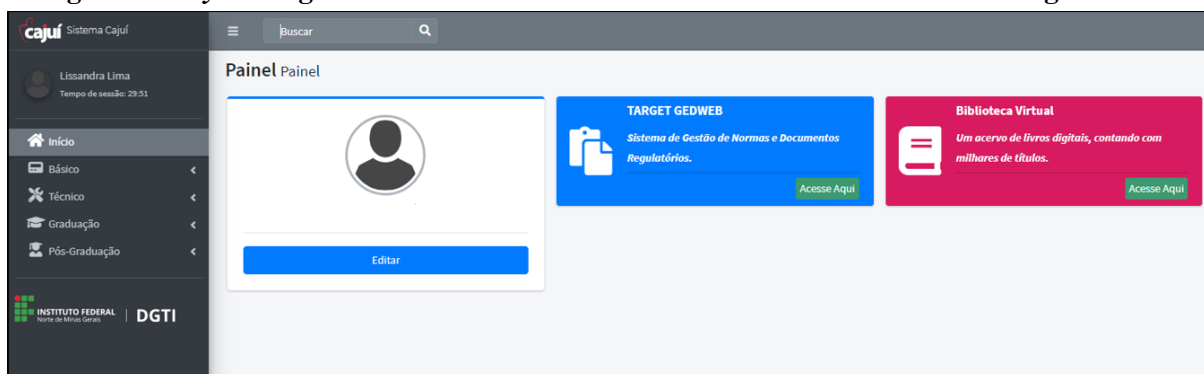 cajuí Sistema Cajuí
Buscar
Lissandra Lima
Tempo de sessão: 29:51
Início
Básico
Técnico
Graduação
Pós-Graduação
INSTITUTO FEDERAL
Norte de Minas Gerais
DGTI
Painel Painel
Editar
TARGET GEDWEB
Sistema de Gestão de Normas e Documentos
Regulatórios.
Acesse Aqui
Biblioteca Virtual
Um acervo de livros digitais, contando com
milhares de títulos.
Acesse Aqui